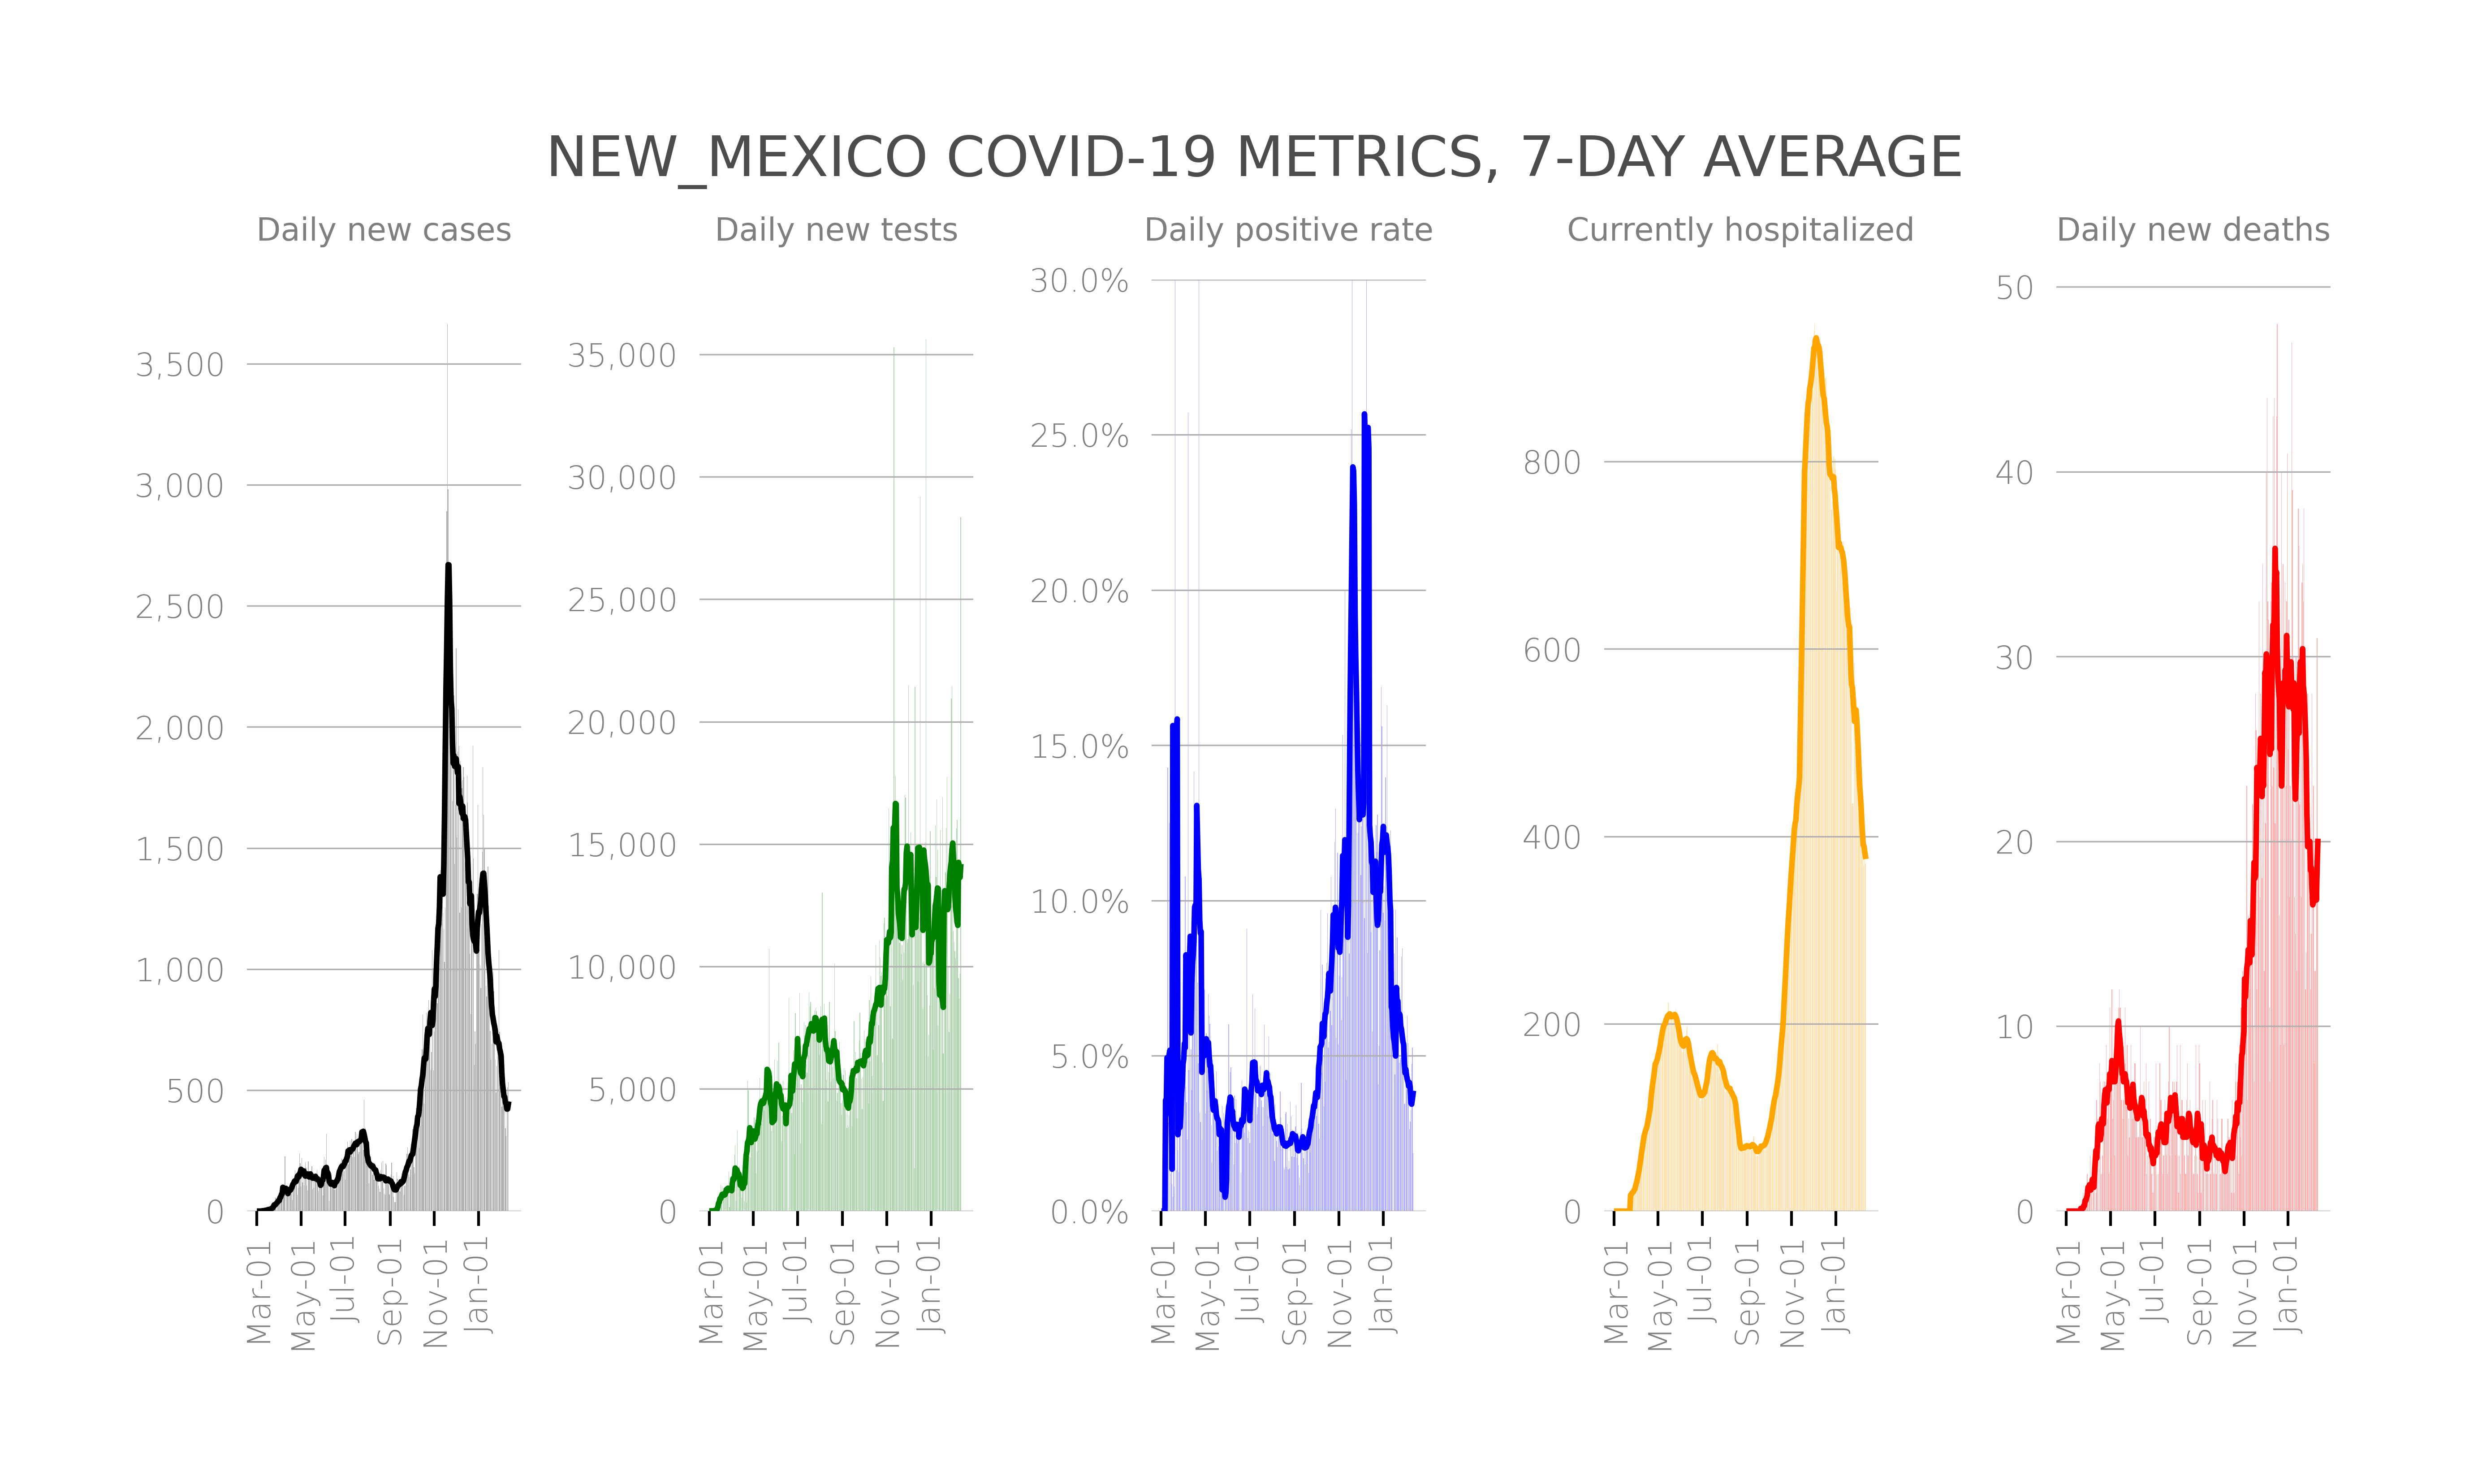 NEW_MEXICO COVID-19 METRICS, 7-DAY AVERAGE
Daily new cases
3,500
3,000
2,500
2,000
1,500
1,000
500
0
Mar-01
May-01
Jul-01
Sep-01
Nov-01
Jan-01
Daily new tests
35,000
30,000
25,000
20,000
15,000
10,000
5,000
0
Mar-01
May-01
Jul-01
Sep-01
Nov-01
Jan-01
Daily positive rate
30.0%
25.0%
20.0%
15.0%
10.0%
5.0%
0.0%
Mar-01
May-01
Jul-01
Sep-01
Nov-01
Jan-01
Currently hospitalized
800
600
400
200
0
Mar-01
May-01
Jul-01
Sep-01
Nov-01
Jan-01
Daily new deaths
50
40
30
20
10
0
Mar-01
May-01
Jul-01
Sep-01
Nov-01
Jan-01